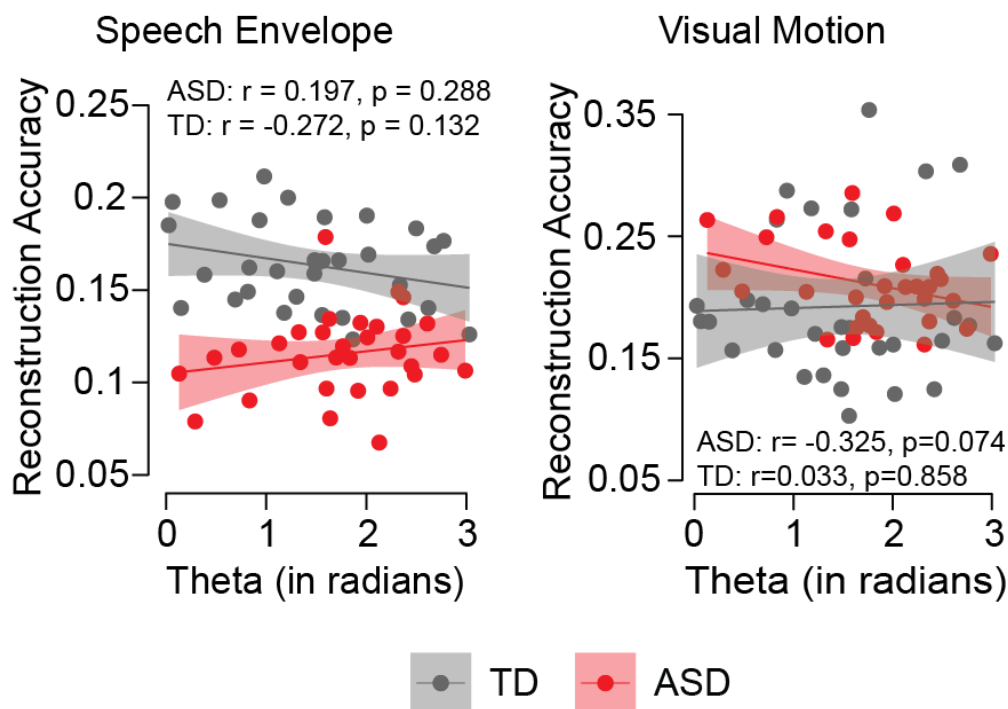 Speech Envelope
Reconstruction Accuracy
0.25
0.2
0.15
0.1
0.05
ASD: r = 0.197, p = 0.288
TD: r = -0.272, p = 0.132
0 1 2 3
Theta (in radians)
Visual Motion
Reconstruction Accuracy
0.35
0.25
0.15
0.05
ASD: r= -0.325, p=0.074
TD: r=0.033, p=0.858
0 1 2 3
Theta (in radians)
TD ASD